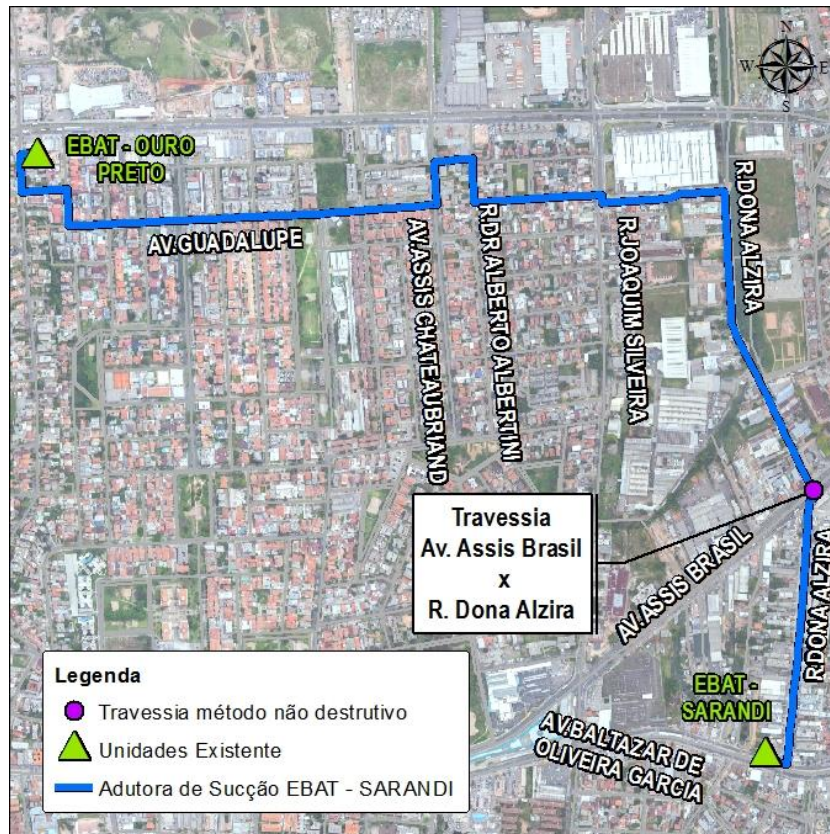 N
W E
S
EBAT - OURO
PRETO
AV.GUADALUPE
AV.ASSIS CHATEAUBRIAND
R.DR ALBERTO ALBERTINI
R.JOAQUIM SILVEIRA
R.DONA ALZIRA
Travessia
Av. Assis Brasil
x
R. Dona Alzira
AV.ASSIS BRASIL
R.DONA ALZIRA
EBAT -
SARANDI
AV.BALTAZAR DE
OLIVEIRA GARCIA
Legenda
Travessia método não destrutivo
Unidades Existente
Adutora de Sucção EBAT - SARANDI